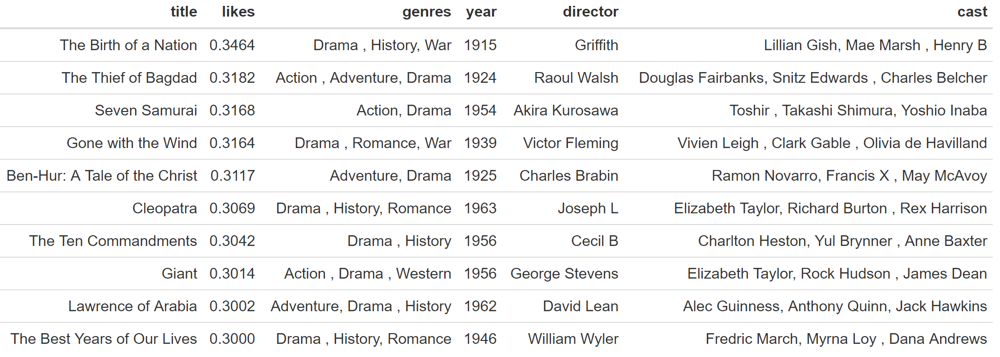 title likes genres year director cast
The Birth of a Nation 0.3464 Drama , History, War 1915 Griffith Lillian Gish, Mae Marsh , Henry B
The Thief of Bagdad 0.3182 Action , Adventure, Drama 1924 Raoul Walsh Douglas Fairbanks, Snitz Edwards , Charles Belcher
Seven Samurai 0.3168 Action, Drama 1954 Akira Kurosawa Toshir , Takashi Shimura, Yoshio Inaba
Gone with the Wind 0.3164 Drama , Romance, War 1939 Victor Fleming Vivien Leigh , Clark Gable , Olivia de Havilland
Ben-Hur: A Tale of the Christ 0.3117 Adventure, Drama 1925 Charles Brabin Ramon Novarro, Francis X , May McAvoy
Cleopatra 0.3069 Drama , History, Romance 1963 Joseph L Elizabeth Taylor, Richard Burton , Rex Harrison
The Ten Commandments 0.3042 Drama , History 1956 Cecil B Charlton Heston, Yul Brynner , Anne Baxter
Giant 0.3014 Action , Drama , Western 1956 George Stevens Elizabeth Taylor, Rock Hudson , James Dean
Lawrence of Arabia 0.3002 Adventure, Drama , History 1962 David Lean Alec Guinness, Anthony Quinn, Jack Hawkins
The Best Years of Our Lives 0.3000 Drama , History, Romance 1946 William Wyler Fredric March, Myrna Loy , Dana Andrews